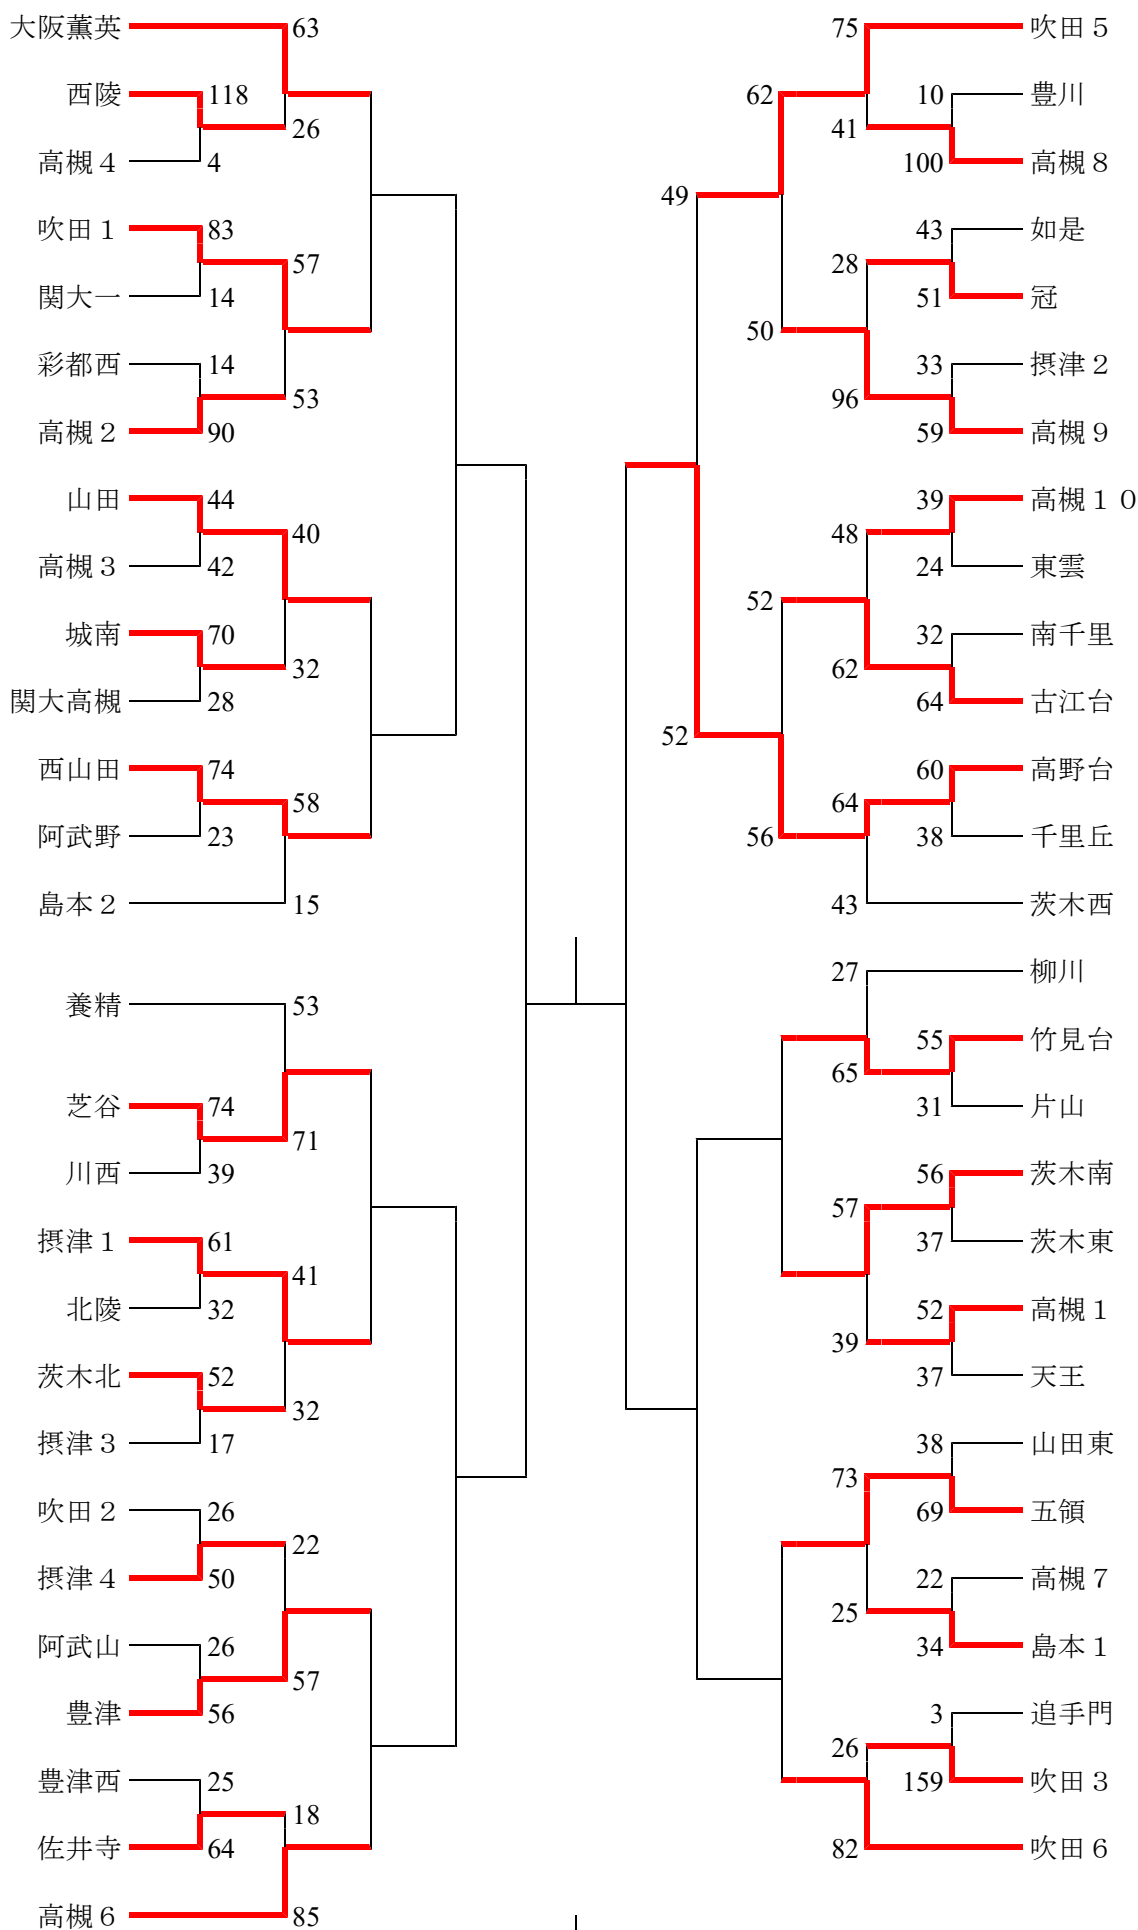 大阪薫英 63
西陵 118
26
高槻４ 4
吹田１ 83
57
関大一 14
彩都西 14
53
高槻２ 90
山田 44
40
高槻３ 42
城南 70
32
関大高槻 28
西山田 74
58
阿武野 23
島本２ 15
養精 53
芝谷 74
71
川西 39
摂津１ 61
41
北陵 32
茨木北 52
32
摂津３ 17
吹田２ 26
22
摂津４ 50
阿武山 26
57
豊津 56
豊津西 25
18
佐井寺 64
高槻６ 85
75 吹田５
62 10 豊川
41
100 高槻８
49
43 如是
28
51 冠
50
33 摂津２
96
59 高槻９
39 高槻１０
48
24 東雲
52
32 南千里
62
64 古江台
52
60 高野台
64
56 38 千里丘
43 茨木西
27 柳川
55 竹見台
65
31 片山
56 茨木南
57
37 茨木東
52 高槻１
39
37 天王
38 山田東
73
69 五領
22 高槻７
25
34 島本１
3 追手門
26
159 吹田３
82 吹田６